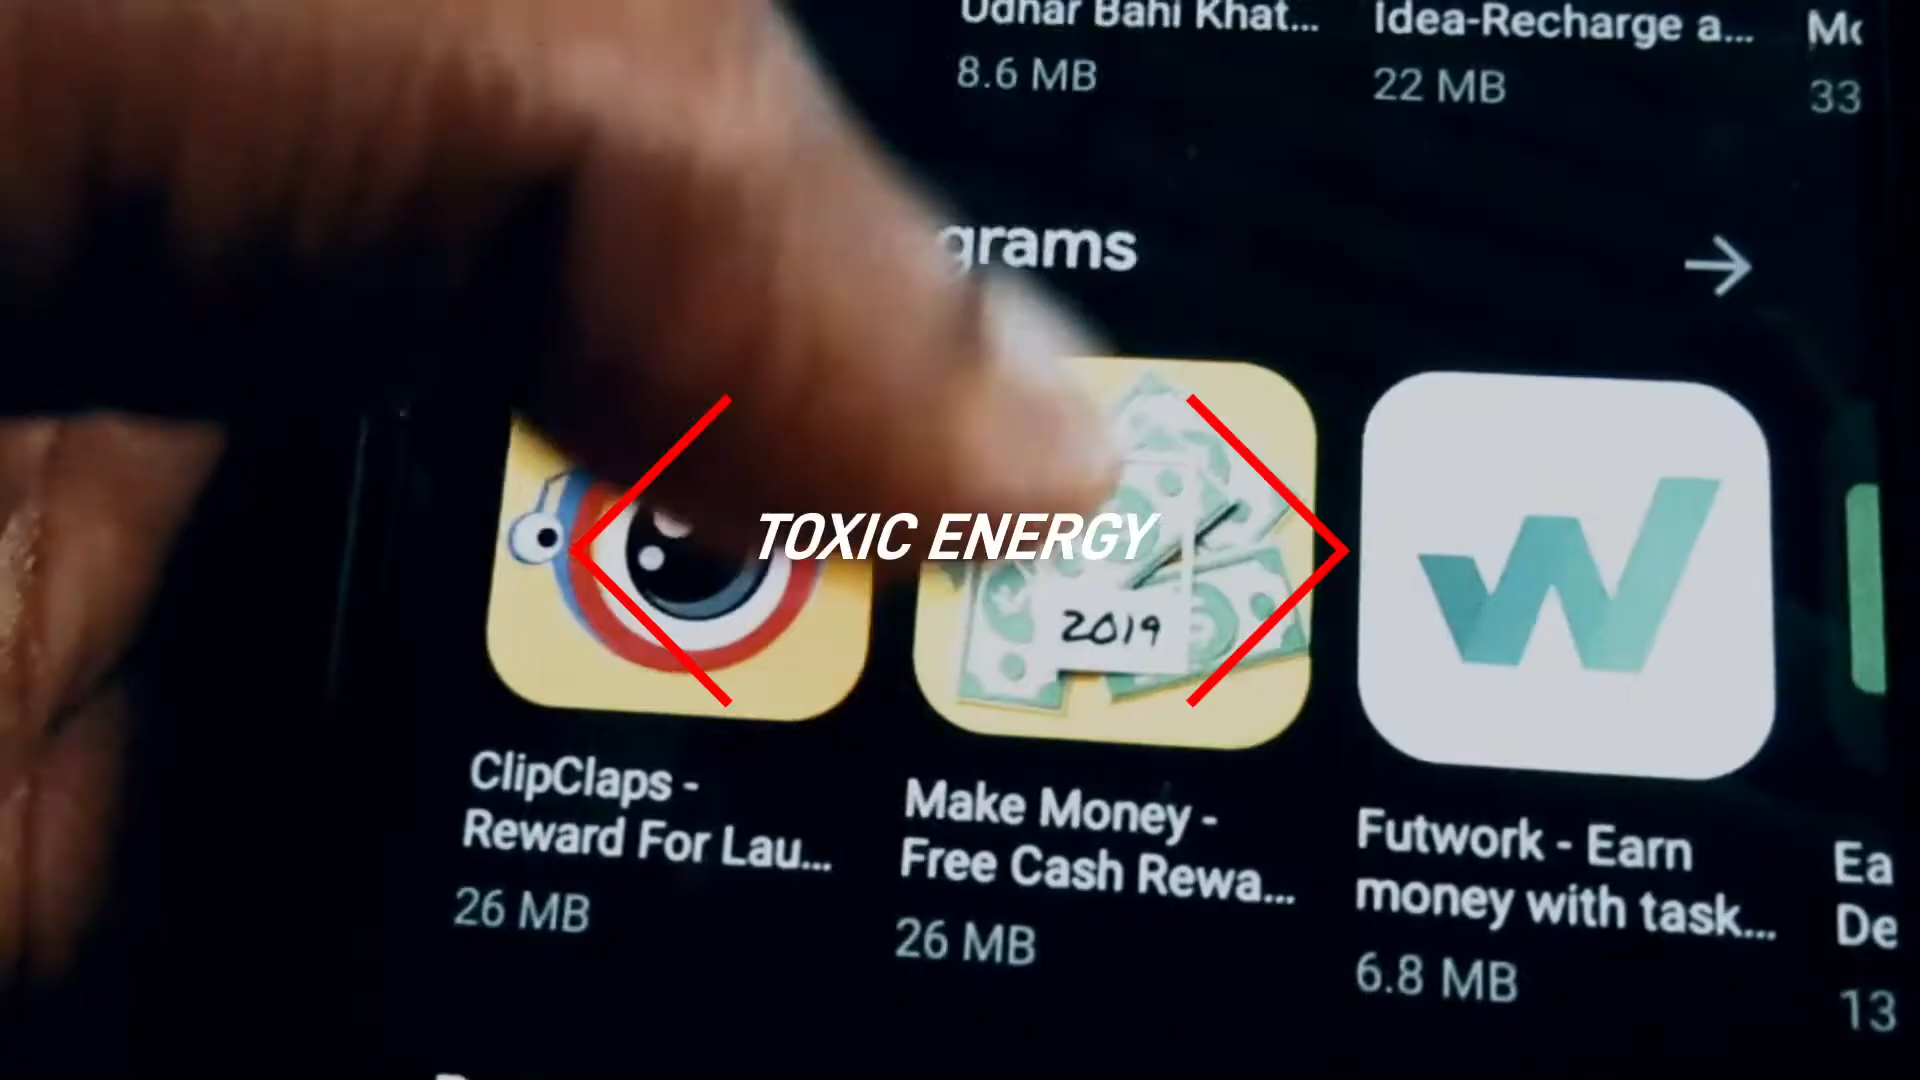 Udhar Bahi Khat...
8.6 MB
Idea-Recharge a...
22 MB
33
grams
TOXIC ENERGY
2019
ClipClaps -
Reward For Lau...
26 MB
Make Money -
Free Cash Rewa...
26 MB
Futwork - Earn
money with task...
6.8 MB
Ea
De
13